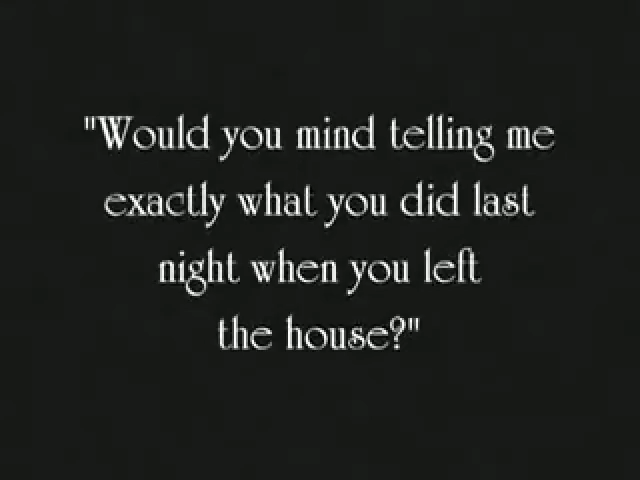 "Would you mind telling me
exactly what you did last
night when you left
the house?"